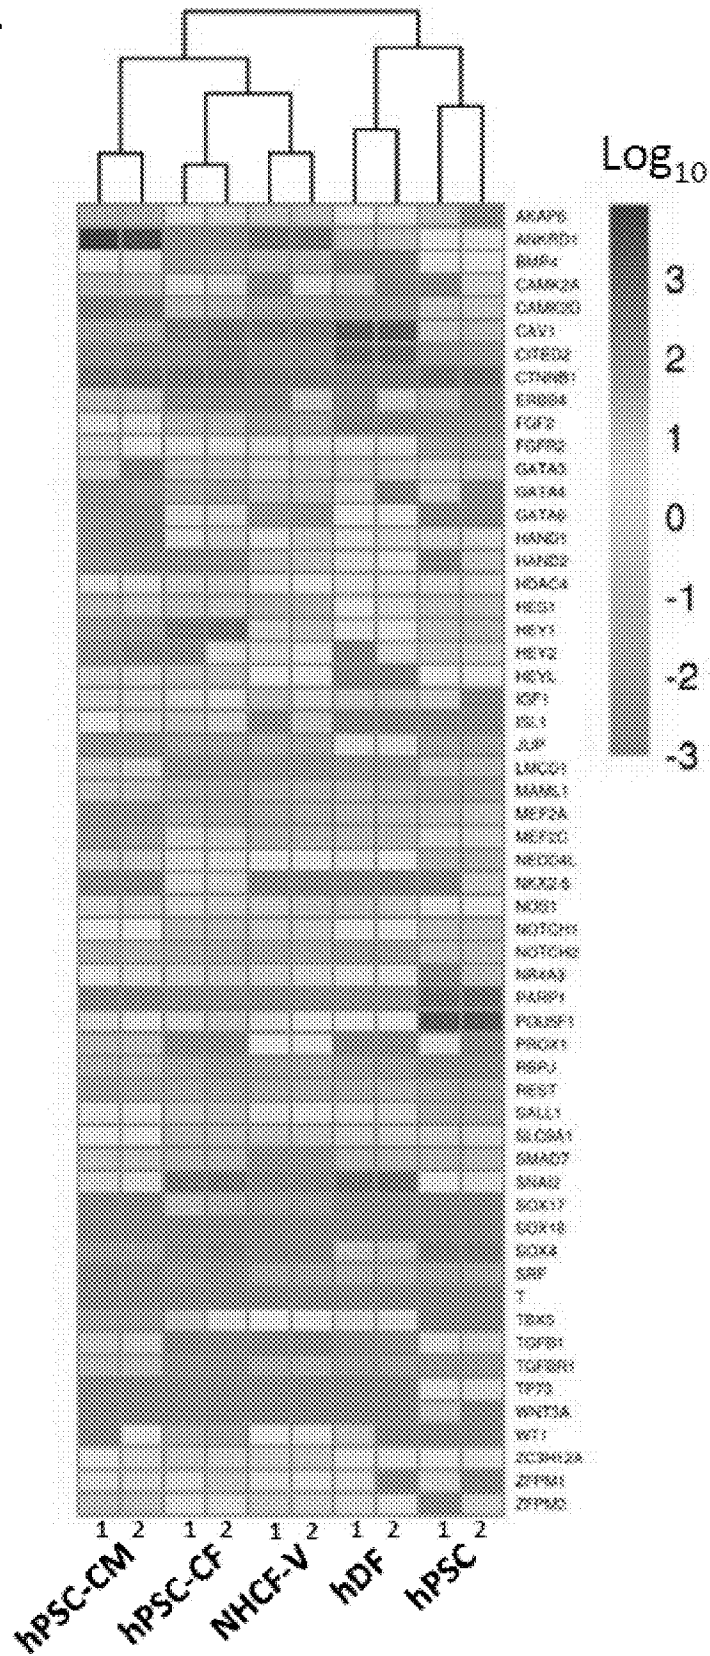 Log10
3
2
1
0
-1
-2
-3
AKAP6
ANKRD1
BMP4
CAMK2A
CAMK2D
CAV1
CITED2
CTNNB1
ERBB4
FGF2
FGFR2
GATA3
GATA4
GATA6
HAND1
HAND2
HDAC4
HES1
HEY1
HEY2
HEYL
IGF1
ISL1
JUP
LMCD1
MAML1
MEF2A
MEF2C
NEDD4L
NKX2-5
NOS1
NOTCH1
NOTCH2
NR4A3
PARP1
POU5F1
PROX1
RBPJ
REST
SALL1
SLC9A1
SMAD7
SNAI2
SOX17
SOX18
SOX4
SRF
T
TBX5
TGFB1
TGFBR1
TP73
WNT3A
WT1
ZC3H12A
ZFPM1
ZFPM2
1 2 1 2 1 2 1 2 1 2
hPSC-CM hPSC-CF NHCF-V hDF hPSC